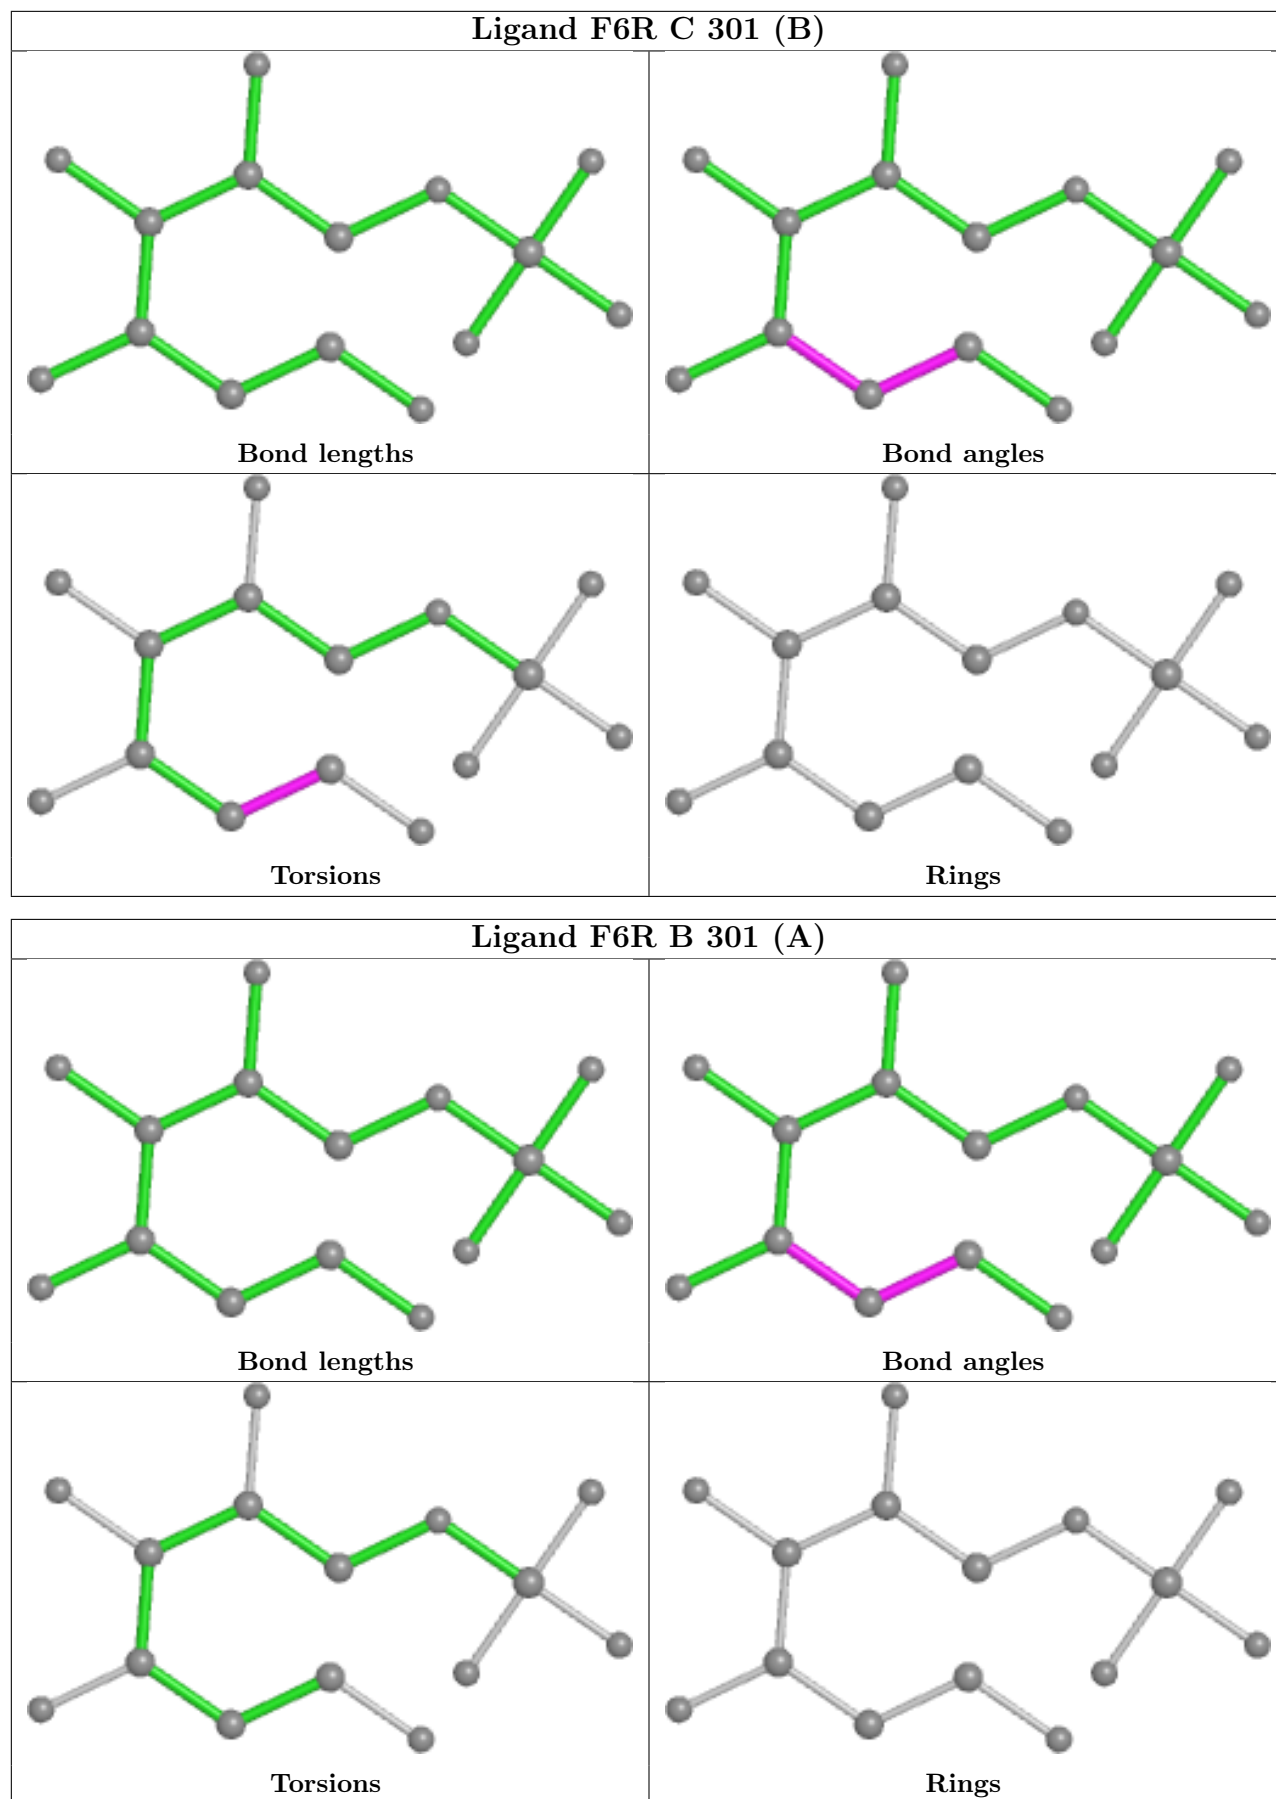 Ligand F6R C 301 (B)
Bond lengths
Bond angles
Torsions
Rings
Ligand F6R B 301 (A)
Bond lengths
Bond angles
Torsions
Rings